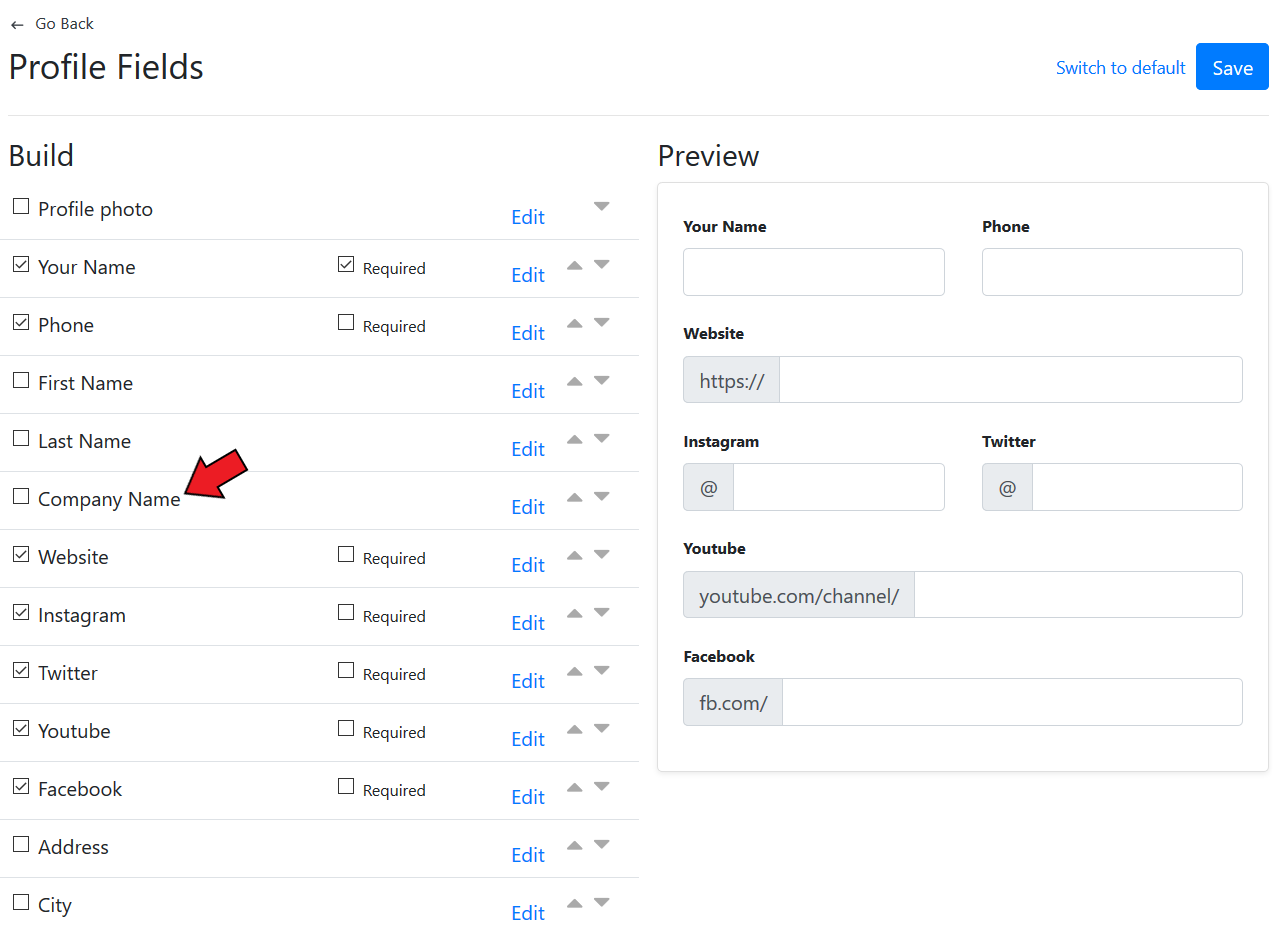 ← Go Back
Profile Fields
Switch to default
Save
Build
Profile photo Edit
Your Name Required Edit
Phone Required Edit
First Name Edit
Last Name Edit
Company Name Edit
Website Required Edit
Instagram Required Edit
Twitter Required Edit
Youtube Required Edit
Facebook Required Edit
Address Edit
City Edit
Preview
Your Name Phone
Website
https://
Instagram Twitter
@ @
Youtube
youtube.com/channel/
Facebook
fb.com/